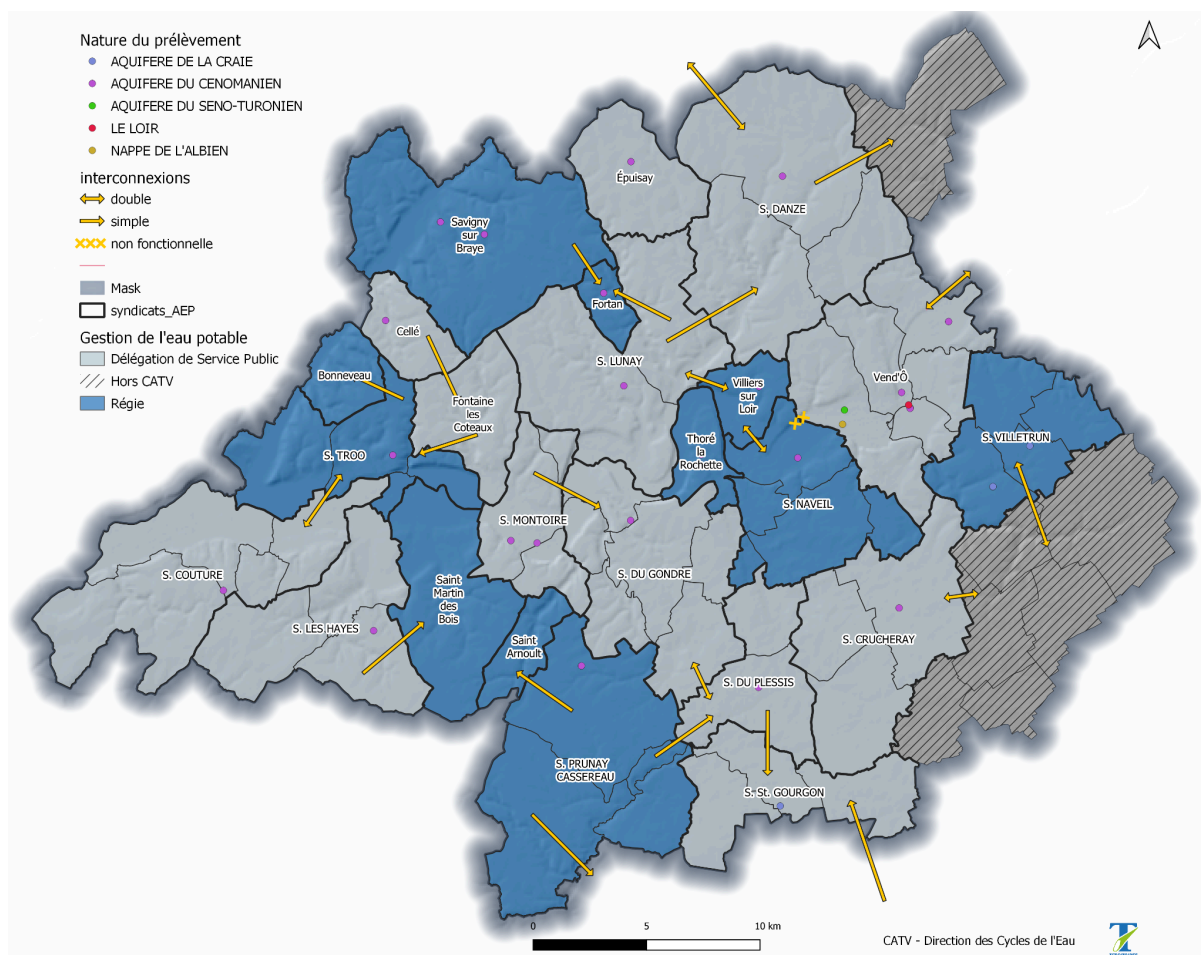 Nature du prélèvement
AQUIFERE DE LA CRAIE
AQUIFERE DU CENOMANIEN
AQUIFERE DU SENO-TURONIEN
LE LOIR
NAPPE DE L'ALBIEN
interconnexions
double
simple
non fonctionnelle
Mask
syndicats_AEP
Gestion de l'eau potable
Délégation de Service Public
Hors CATV
Régie
Épuisay
S. DANZE
Savigny
sur
Braye
Fortan
Cellé
S. LUNAY
Bonneveau
Villiers
sur
Loir
Vend'Ô
Fontaine
les
Coteaux
Thoré
la
Rochette
S. VILLETRUN
S. TROO
S. NAVEIL
S. MONTOIRE
S. COUTURE
S. DU GONDRE
Saint
Martin
des
Bois
S. LES HAYES
Saint
Arnoult
S. CRUCHERAY
S. DU PLESSIS
S. PRUNAY
CASSEREAU
S. St. GOURGON
0 5 10 km
CATV - Direction des Cycles de l'Eau